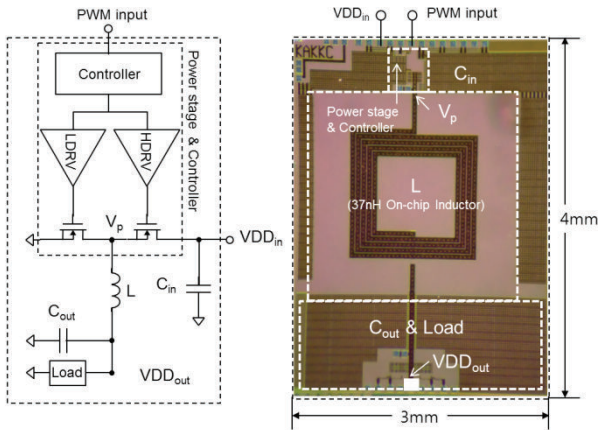 PWM input
Controller
LDRV
HDRV
Power stage & Controller
Vp
VDDin
L
Cin
Cout
Load
VDDout
VDDin
PWM input
KAKKC
Cin
Power stage
& Controller
Vp
L
(37nH On-chip Inductor)
4mm
Cout & Load
VDDout
3mm